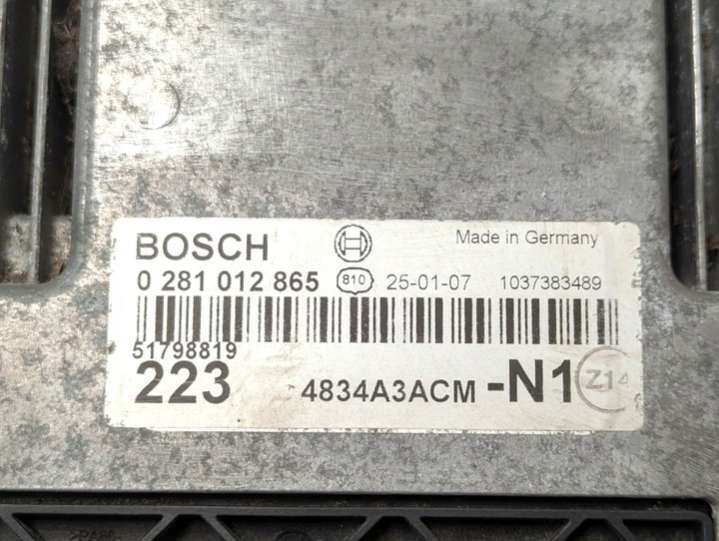 BOSCH Made in Germany
0 281 012 865 810 25-01-07 1037383489
51798819
223 4834A3ACM -N1 Z14